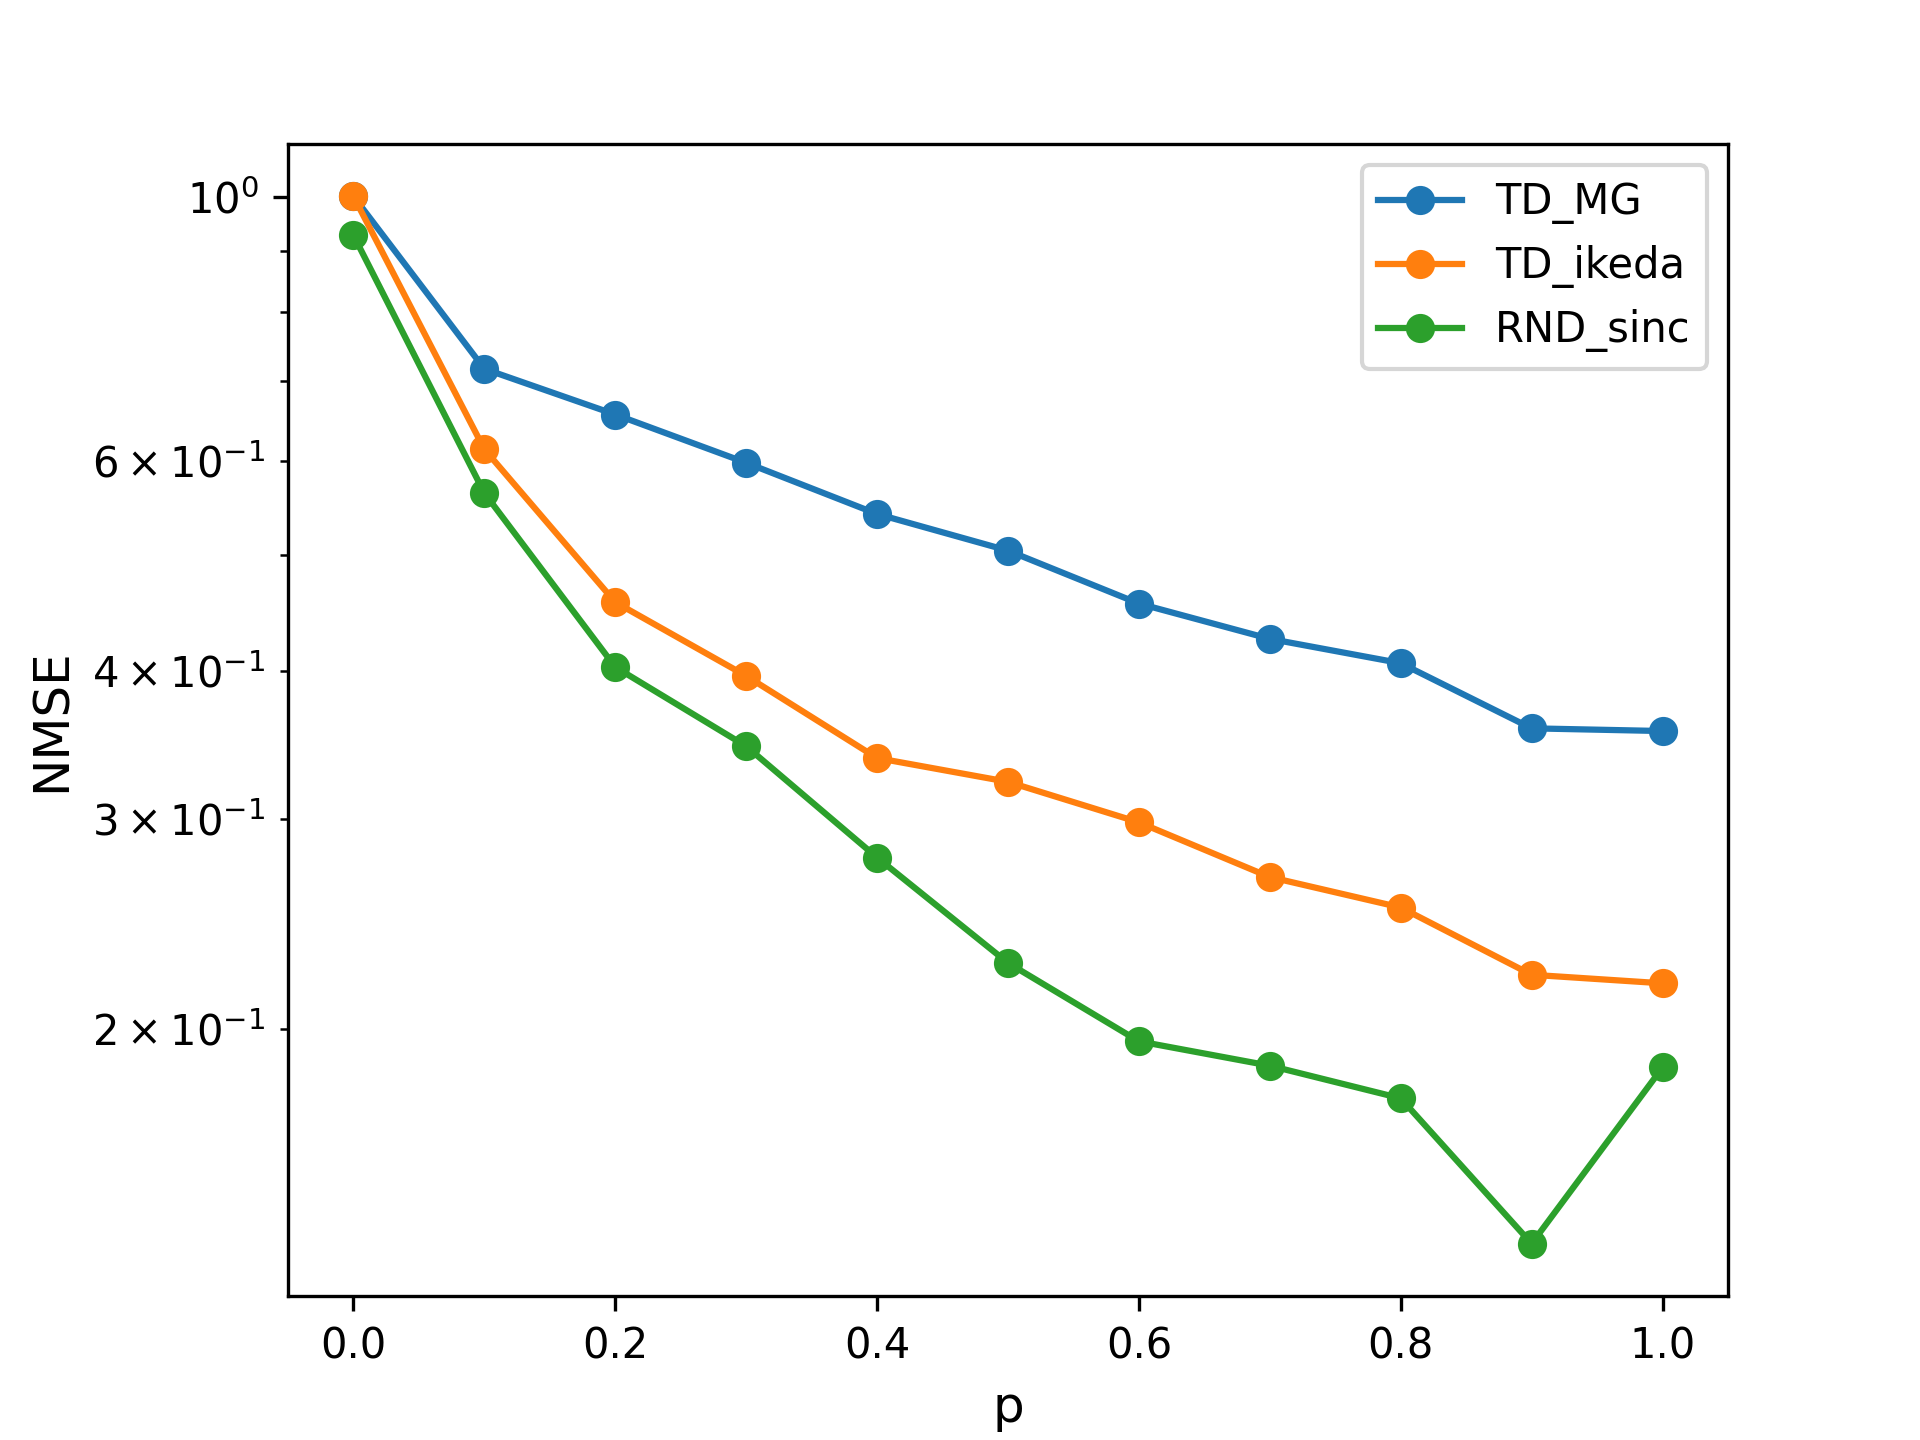 TD_MG
TD_ikeda
RND_sinc
10⁰
6 × 10⁻¹
4 × 10⁻¹
3 × 10⁻¹
2 × 10⁻¹
NMSE
0.0 0.2 0.4 0.6 0.8 1.0
p